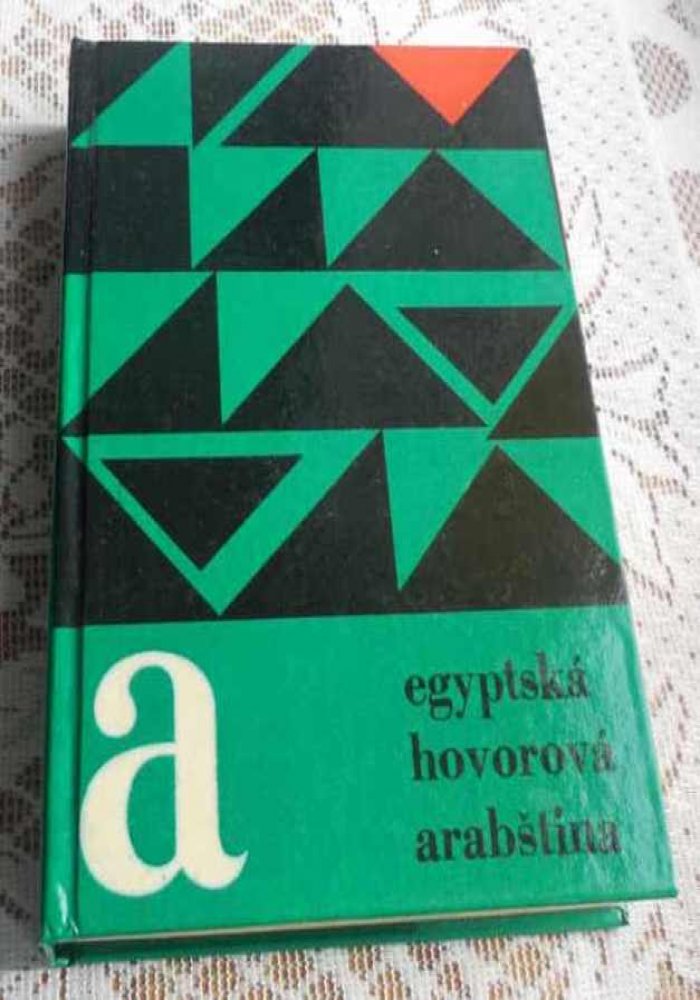 a
egyptská
hovorová
arabština